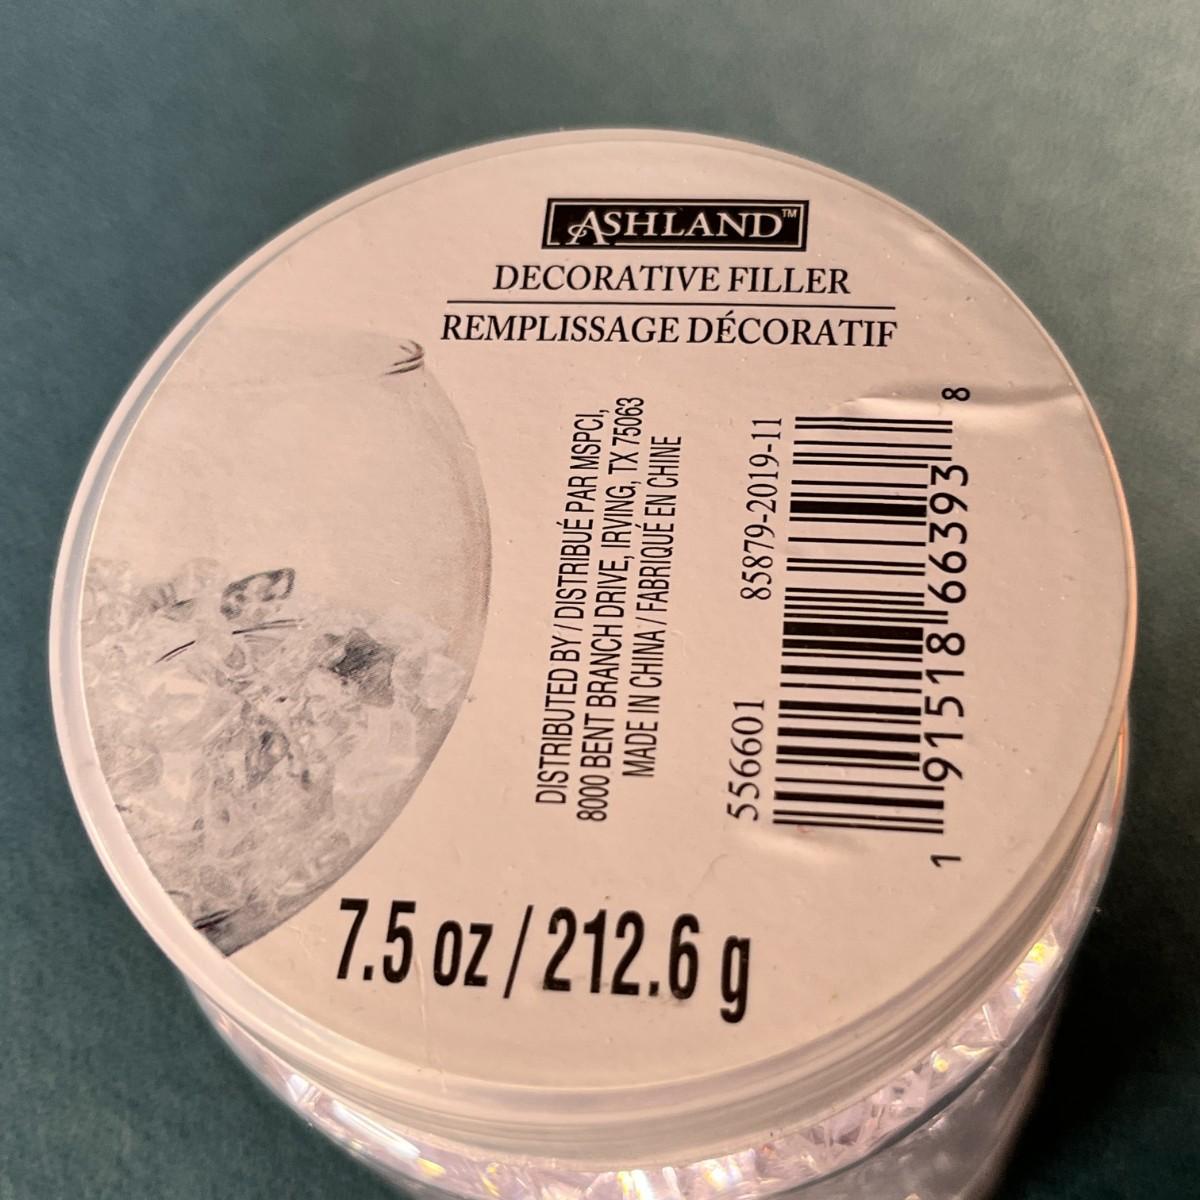 ASHLAND™
DECORATIVE FILLER
REMPLISSAGE DÉCORATIF
DISTRIBUTED BY / DISTRIBUÉ PAR MSPCI,
8000 BENT BRANCH DRIVE, IRVING, TX 75063
MADE IN CHINA / FABRIQUÉ EN CHINE
556601 85879-2019-11
1 91518 66393 8
7.5 oz / 212.6 g